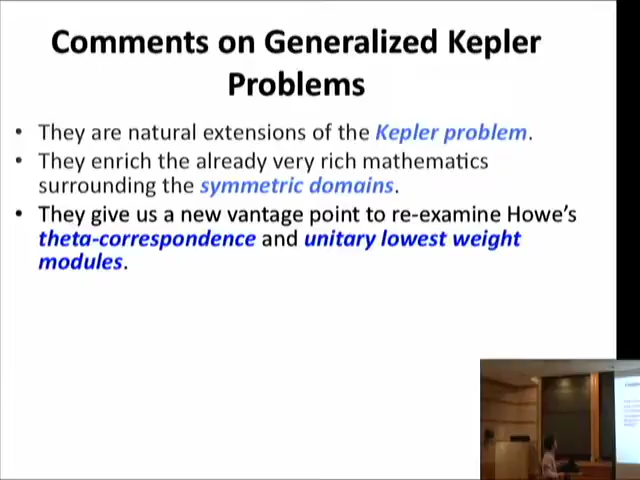 Comments on Generalized Kepler
Problems
• They are natural extensions of the Kepler problem.
• They enrich the already very rich mathematics
surrounding the symmetric domains.
• They give us a new vantage point to re-examine Howe's
theta-correspondence and unitary lowest weight
modules.